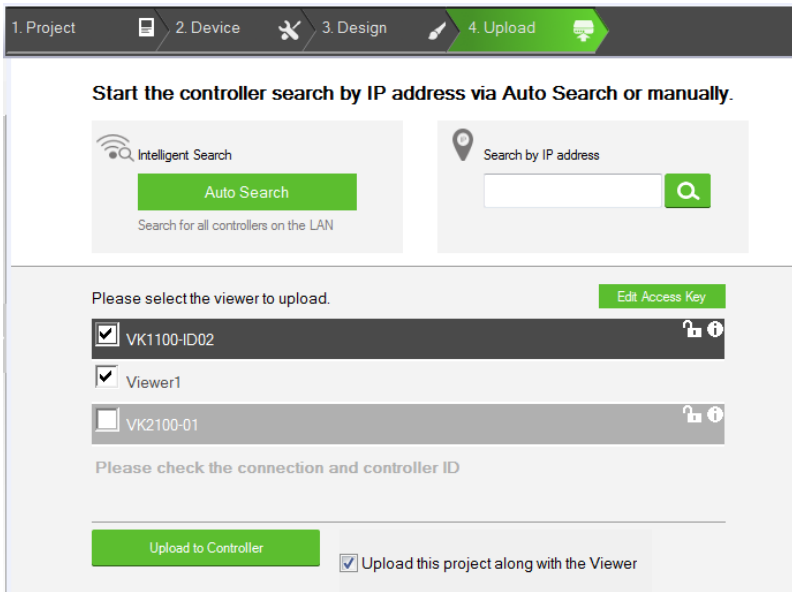 1. Project
2. Device
3. Design
4. Upload
Start the controller search by IP address via Auto Search or manually.
Intelligent Search
Auto Search
Search for all controllers on the LAN
Search by IP address
Please select the viewer to upload.
Edit Access Key
VK1100-ID02
Viewer1
VK2100-01
Please check the connection and controller ID
Upload to Controller
Upload this project along with the Viewer